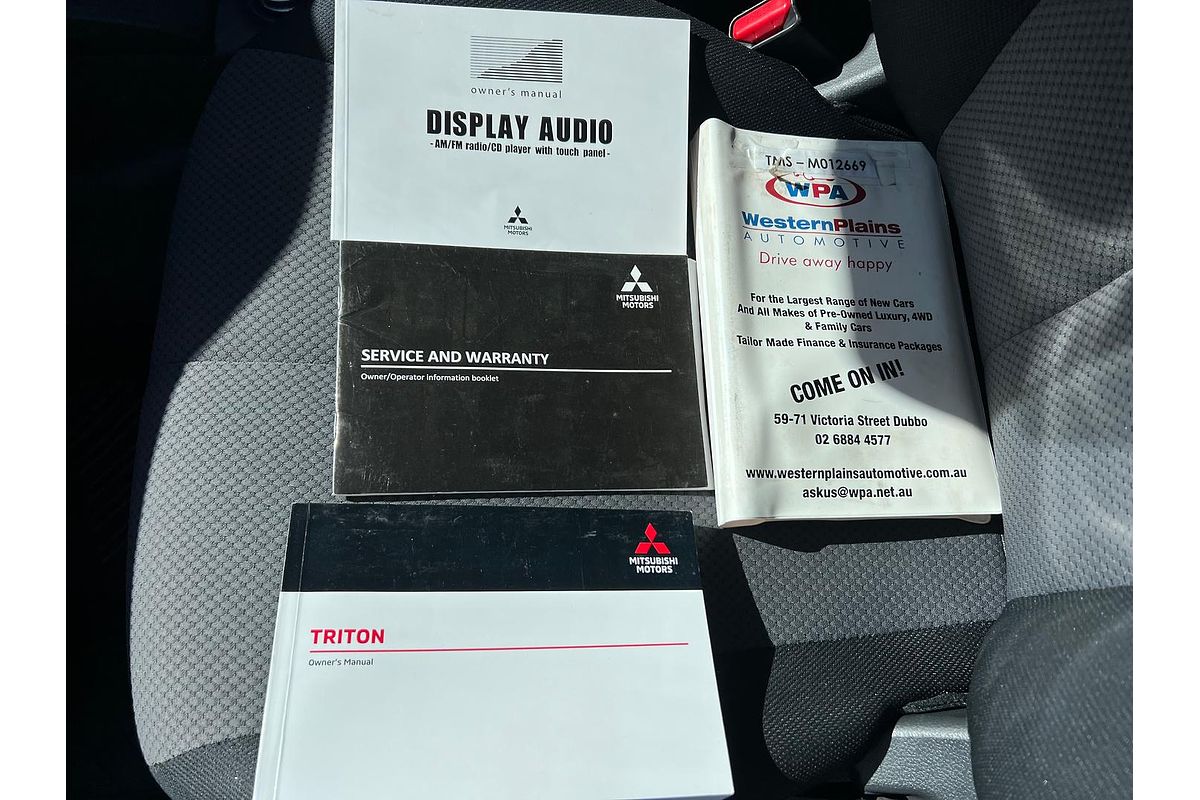 owner's manual
DISPLAY AUDIO
-AM/FM radio/CD player with touch panel-
MITSUBISHI
MOTORS
MITSUBISHI
MOTORS
SERVICE AND WARRANTY
Owner/Operator information booklet
MITSUBISHI
MOTORS
TRITON
Owner's Manual
TMS - M012669
WPA
WesternPlains
AUTOMOTIVE
Drive away happy
For the Largest Range of New Cars
And All Makes of Pre-Owned Luxury, 4WD
& Family Cars
Tailor Made Finance & Insurance Packages
COME ON IN!
59-71 Victoria Street Dubbo
02 6884 4577
www.westernplainsautomotive.com.au
askus@wpa.net.au